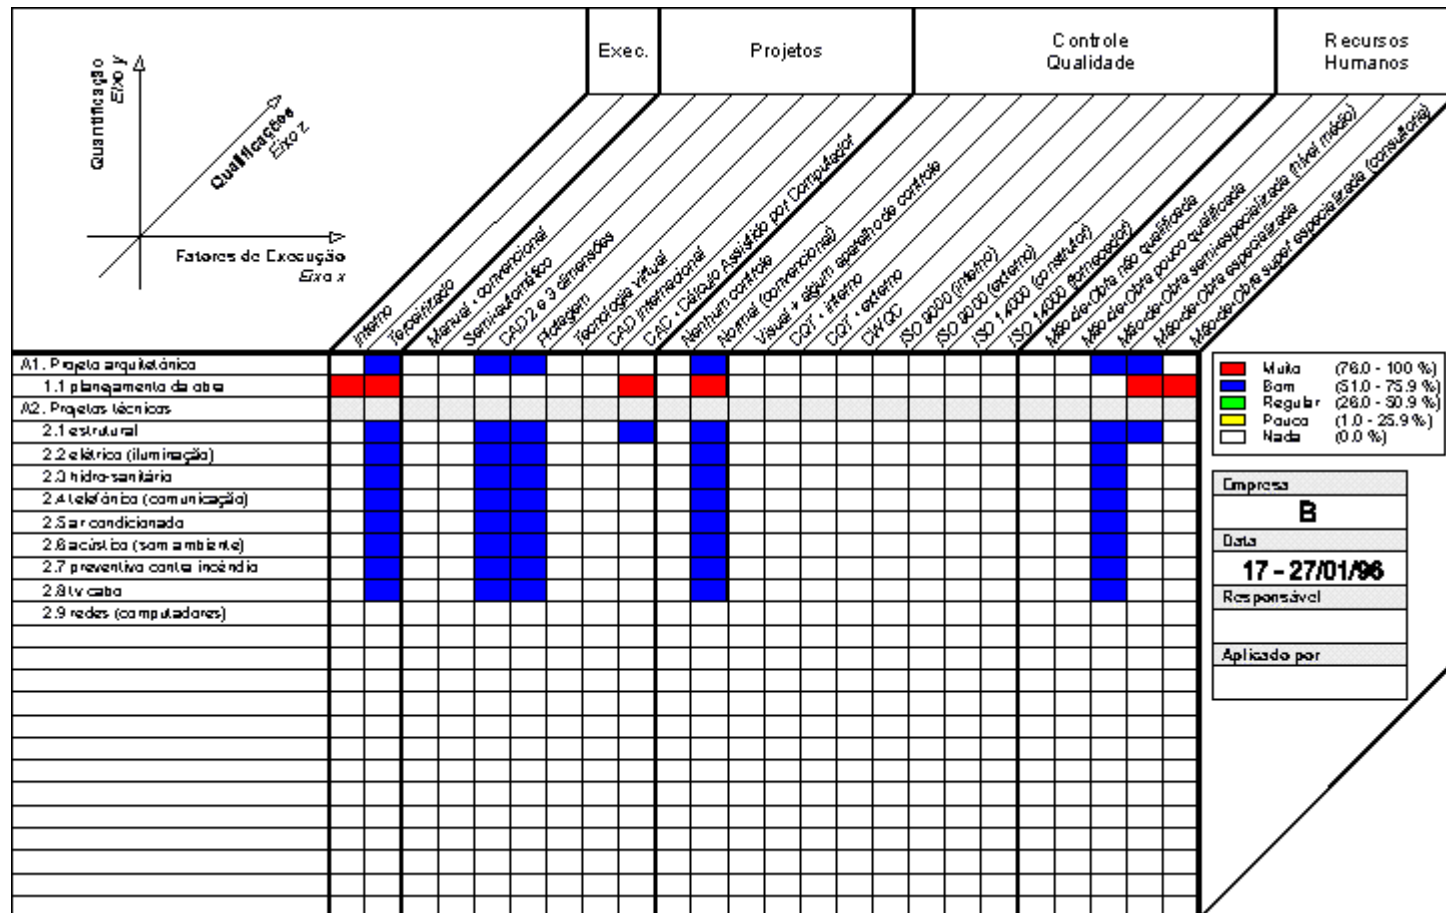 Exec.
Projetos
Controle
Qualidade
Recursos
Humanos
Quantificação
Eixo y
Qualificações
Eixo z
Fatores de Execução
Eixo x
Interno
Terceirizado
Manual - convencional
Semi-automático
CAD 2 e 3 dimensões
Plotagem
Tecnologia virtual
CAD Internacional
CAC - Cálculo Assistido por Computador
Nenhum controle
Normal (convencional)
Visual + algum aparelho de controle
CQT - interno
CQT - externo
CWQC
ISO 9000 (interno)
ISO 9000 (externo)
ISO 14000 (construtor)
ISO 14000 (fornecedor)
Mão-de-Obra não qualificada
Mão-de-Obra pouco qualificada
Mão-de-Obra semi-especializada (nível médio)
Mão-de-Obra especializada
Mão-de-Obra super especializada (consultoria)
A1. Projeto arquitetônico
1.1 planejamento da obra
A2. Projetos técnicos
2.1 estrutural
2.2 elétrico (iluminação)
2.3 hidro-sanitário
2.4 telefônico (comunicação)
2.5 ar condicionado
2.6 acústico (som ambiente)
2.7 preventivo contra incêndio
2.8 tv cabo
2.9 redes (computadores)
Muito (76.0 - 100 %)
Bom (51.0 - 75.9 %)
Regular (26.0 - 50.9 %)
Pouco (1.0 - 25.9 %)
Nada (0.0 %)
Empresa
B
Data
17 - 27/01/96
Responsável
Aplicado por